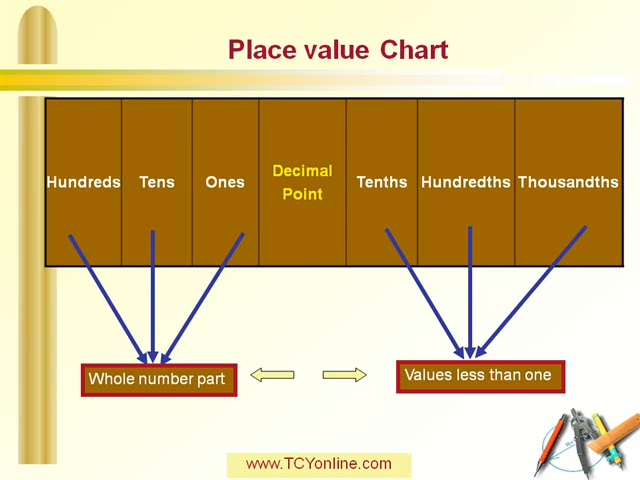 Place value Chart
Hundreds Tens Ones Decimal Point Tenths Hundredths Thousandths
Whole number part
Values less than one
www.TCYonline.com